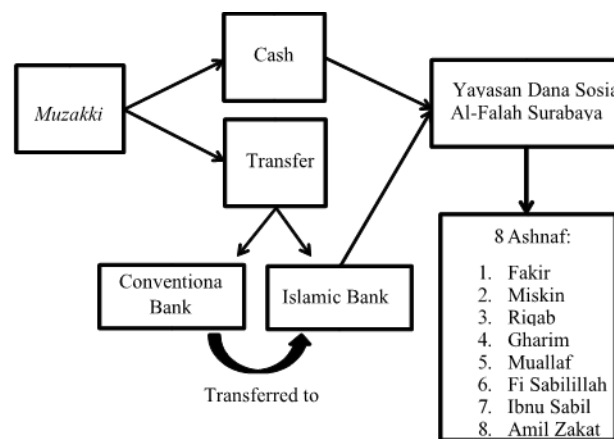 Cash
Muzakki
Yayasan Dana Sosia
Al-Falah Surabaya
Transfer
Conventiona
Bank
Islamic Bank
Transferred to
8 Ashnaf:
1. Fakir
2. Miskin
3. Riqab
4. Gharim
5. Muallaf
6. Fi Sabilillah
7. Ibnu Sabil
8. Amil Zakat